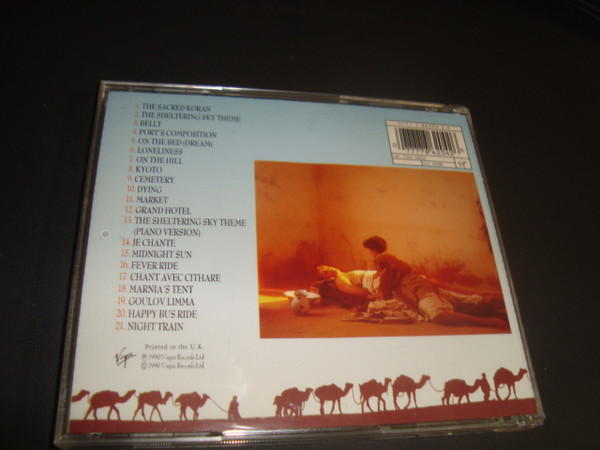 1. THE SACRED KORAN
2. THE SHELTERING SKY THEME
3. BELLY
4. PORT'S COMPOSITION
5. ON THE BED (DREAM)
6. LONELINESS
7. ON THE HILL
8. KYOTO
9. CEMETERY
10. DYING
11. MARKET
12. GRAND HOTEL
13. THE SHELTERING SKY THEME
(PIANO VERSION)
14. JE CHANTE
15. MIDNIGHT SUN
16. FEVER RIDE
17. CHANT AVEC CITHARE
18. MARNIA'S TENT
19. GOULOV LIMMA
20. HAPPY BUS RIDE
21. NIGHT TRAIN
Printed in the U.K.
Virgin
℗ 1990 Virgin Records Ltd
© 1990 Virgin Records Ltd